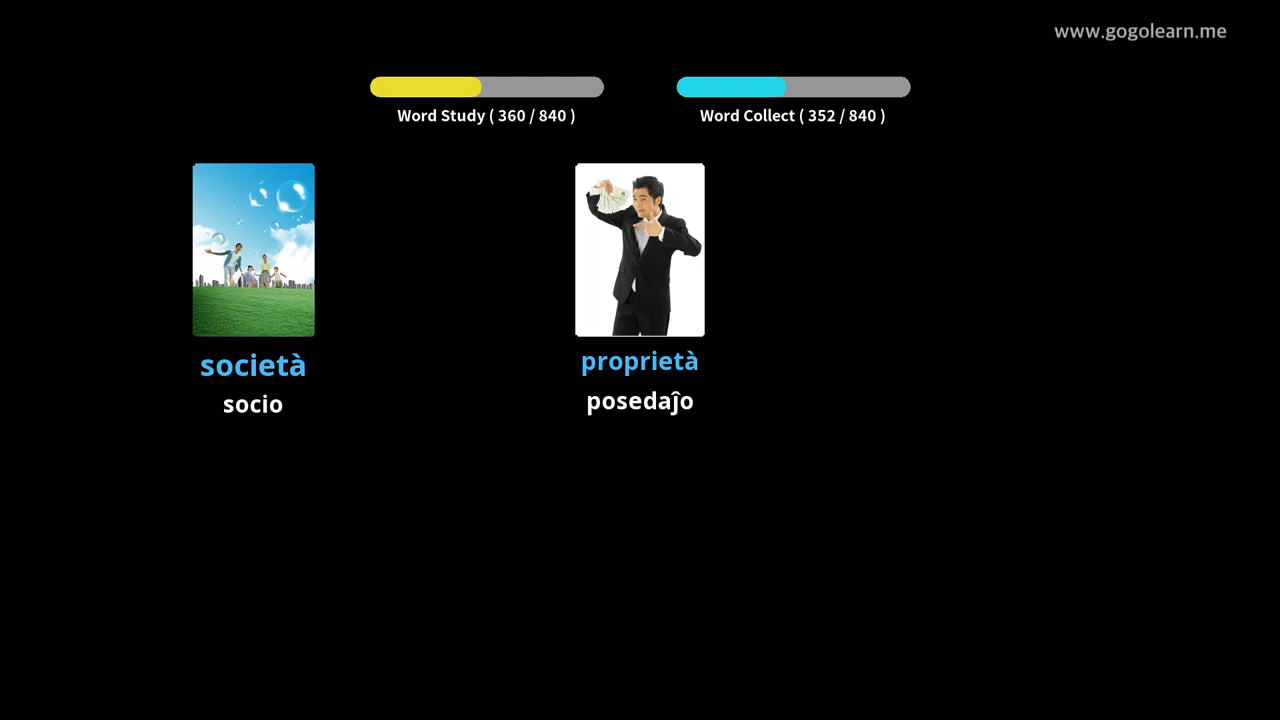 www.gogolearn.me
Word Study ( 360 / 840 )
Word Collect ( 352 / 840 )
società
socio
proprietà
posedaĵo